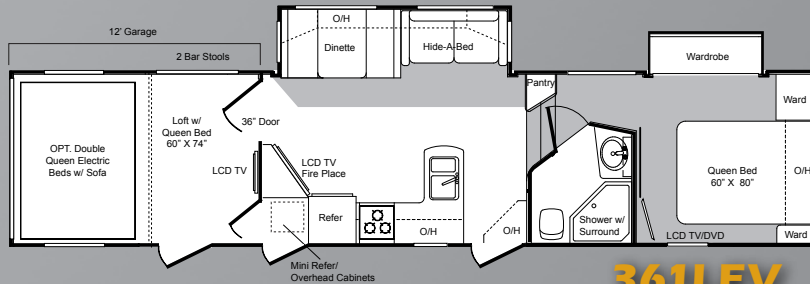 12' Garage
2 Bar Stools
O/H
Dinette
Hide-A-Bed
Wardrobe
Pantry
Ward
OPT. Double
Queen Electric
Beds w/ Sofa
Loft w/
Queen Bed
60" X 74"
36" Door
LCD TV
LCD TV
Fire Place
Refer
O/H
O/H
Shower w/
Surround
Queen Bed
60" X 80"
O/H
LCD TV/DVD
Ward
Mini Refer/
Overhead Cabinets
361LEV